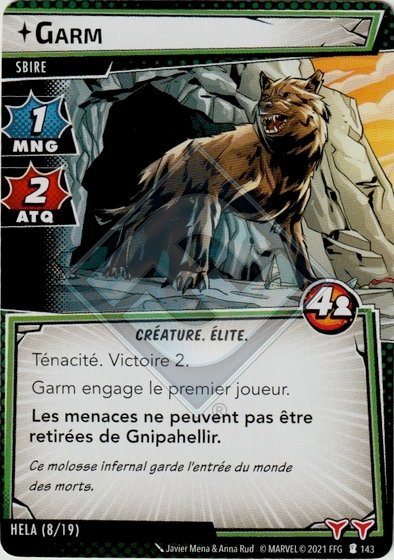 GARM
SBIRE
1
MNG
2
ATQ
4
CRÉATURE. ÉLITE.
Ténacité. Victoire 2.
Garm engage le premier joueur.
Les menaces ne peuvent pas être
retirées de Gnipahellir.
Ce molosse infernal garde l'entrée du monde
des morts.
HELA (8/19)
Javier Mena & Anna Rud © MARVEL © 2021 FFG 143
®